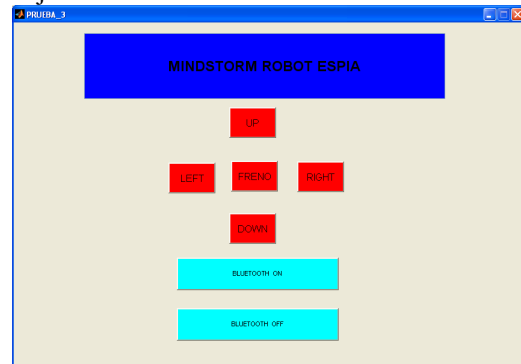 PRUEBA_3
MINDSTORM ROBOT ESPIA
UP
LEFT FRENO RIGHT
DOWN
BLUETOOTH ON
BLUETOOTH OFF